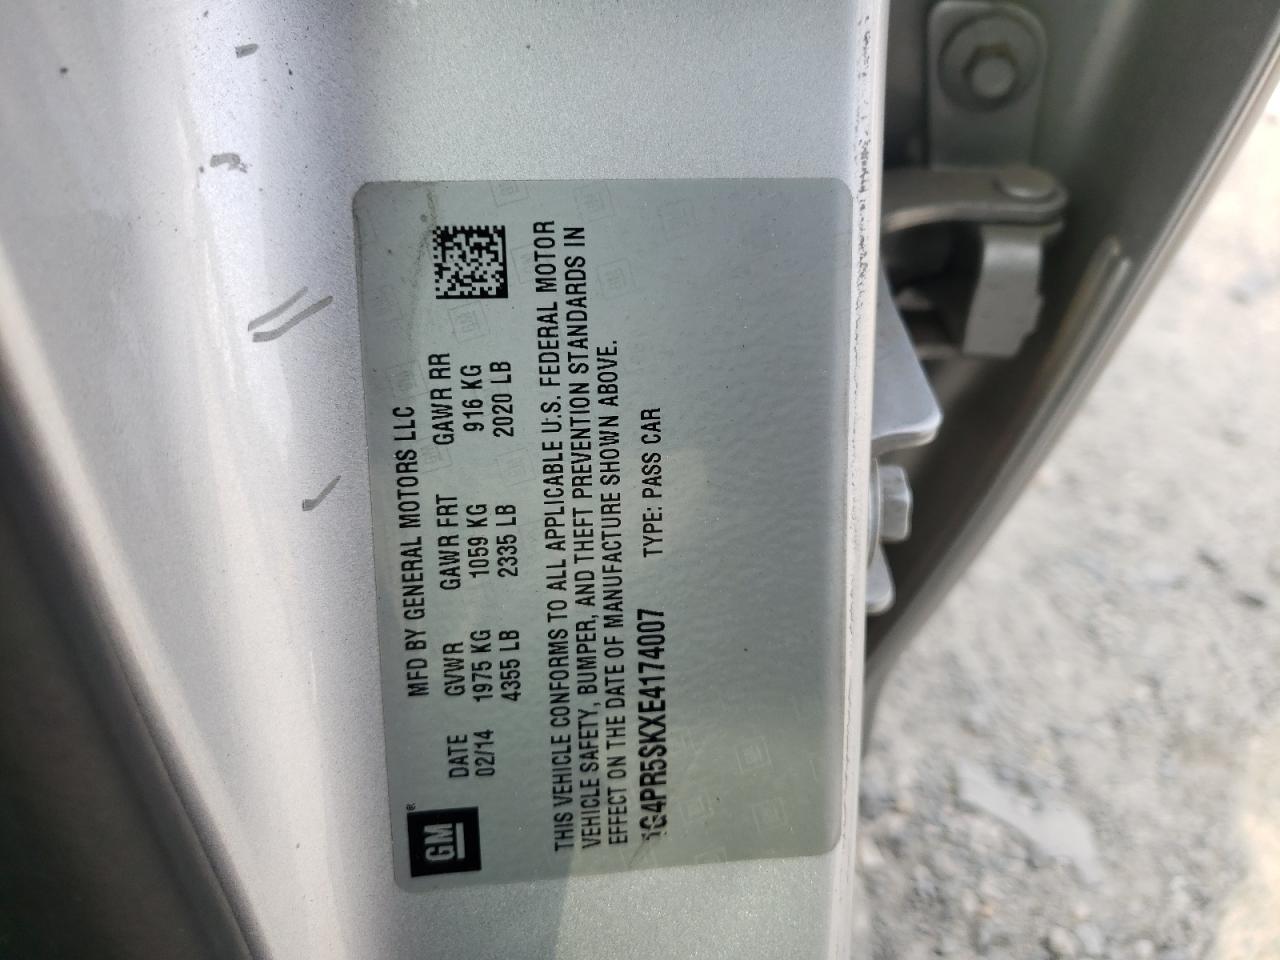 GM ®
MFD BY GENERAL MOTORS LLC
DATE GVWR GAWR FRT GAWR RR
02/14 1975 KG 1059 KG 916 KG
4355 LB 2335 LB 2020 LB
THIS VEHICLE CONFORMS TO ALL APPLICABLE U.S. FEDERAL MOTOR
VEHICLE SAFETY, BUMPER, AND THEFT PREVENTION STANDARDS IN
EFFECT ON THE DATE OF MANUFACTURE SHOWN ABOVE.
1G4PR5SKXE4174007 TYPE: PASS CAR